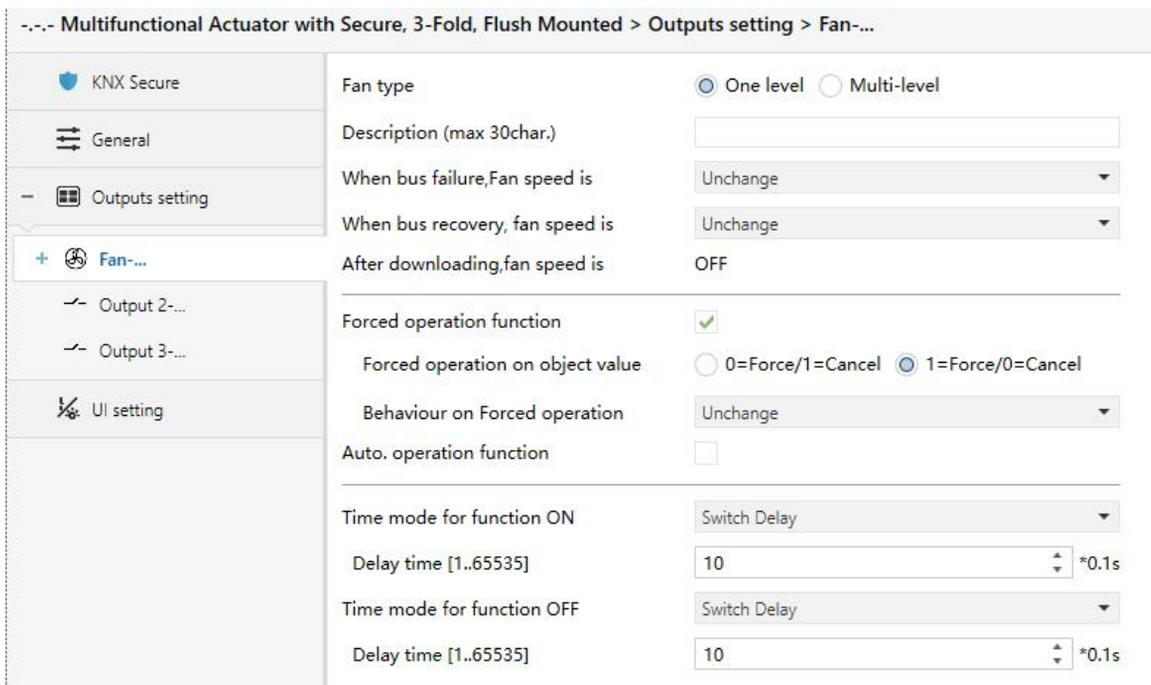 -.-.- Multifunctional Actuator with Secure, 3-Fold, Flush Mounted > Outputs setting > Fan-...
KNX Secure
General
Outputs setting
Fan-...
Output 2-...
Output 3-...
UI setting
Fan type One level Multi-level
Description (max 30char.)
When bus failure,Fan speed is Unchange
When bus recovery, fan speed is Unchange
After downloading,fan speed is OFF
Forced operation function
Forced operation on object value 0=Force/1=Cancel 1=Force/0=Cancel
Behaviour on Forced operation Unchange
Auto. operation function
Time mode for function ON Switch Delay
Delay time [1..65535] 10 *0.1s
Time mode for function OFF Switch Delay
Delay time [1..65535] 10 *0.1s